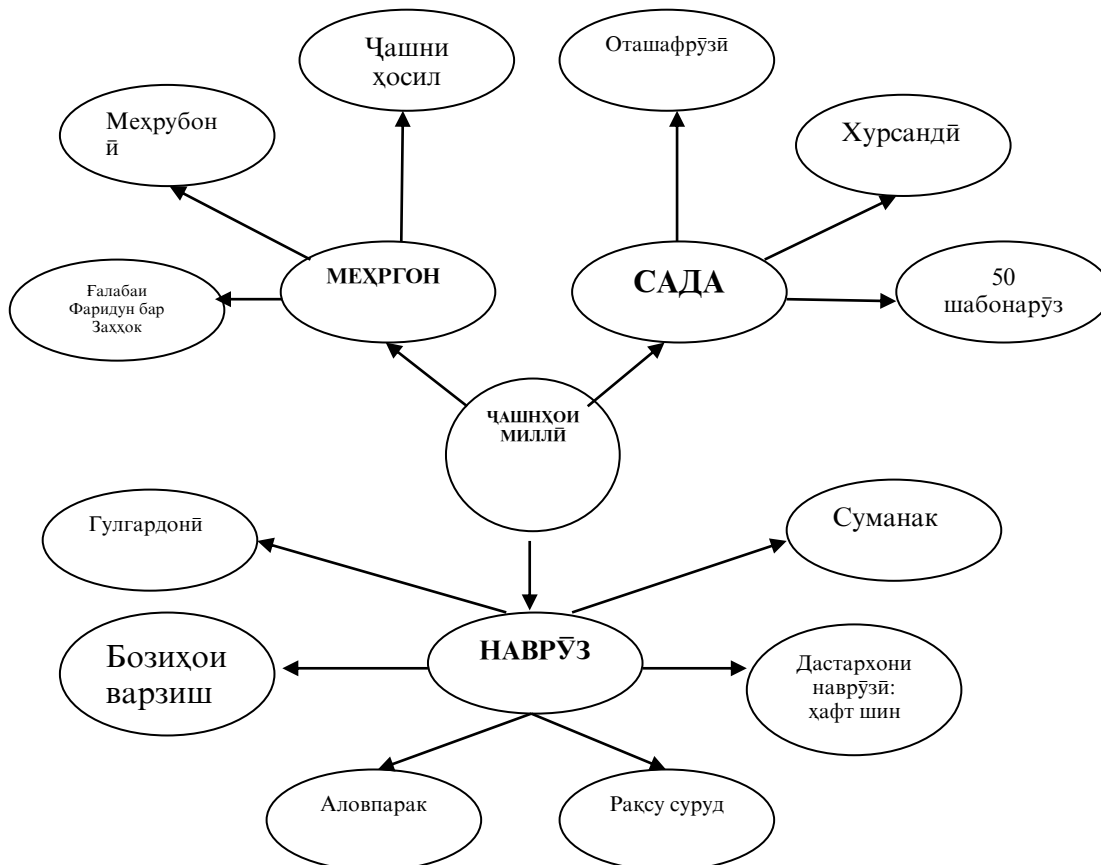 Ҷашни
ҳосил
Оташафрӯзӣ
Меҳрубон
ӣ
Хурсандӣ
МЕҲРГОН
САДА
Ғалабаи
Фаридун бар
Заҳҳок
50
шабонарӯз
ҶАШНҲОИ
МИЛЛӢ
Гулгардонӣ
Суманак
НАВРӮЗ
Бозиҳои
варзиш
Дастархони
наврӯзӣ:
ҳафт шин
Аловпарак
Рақсу суруд